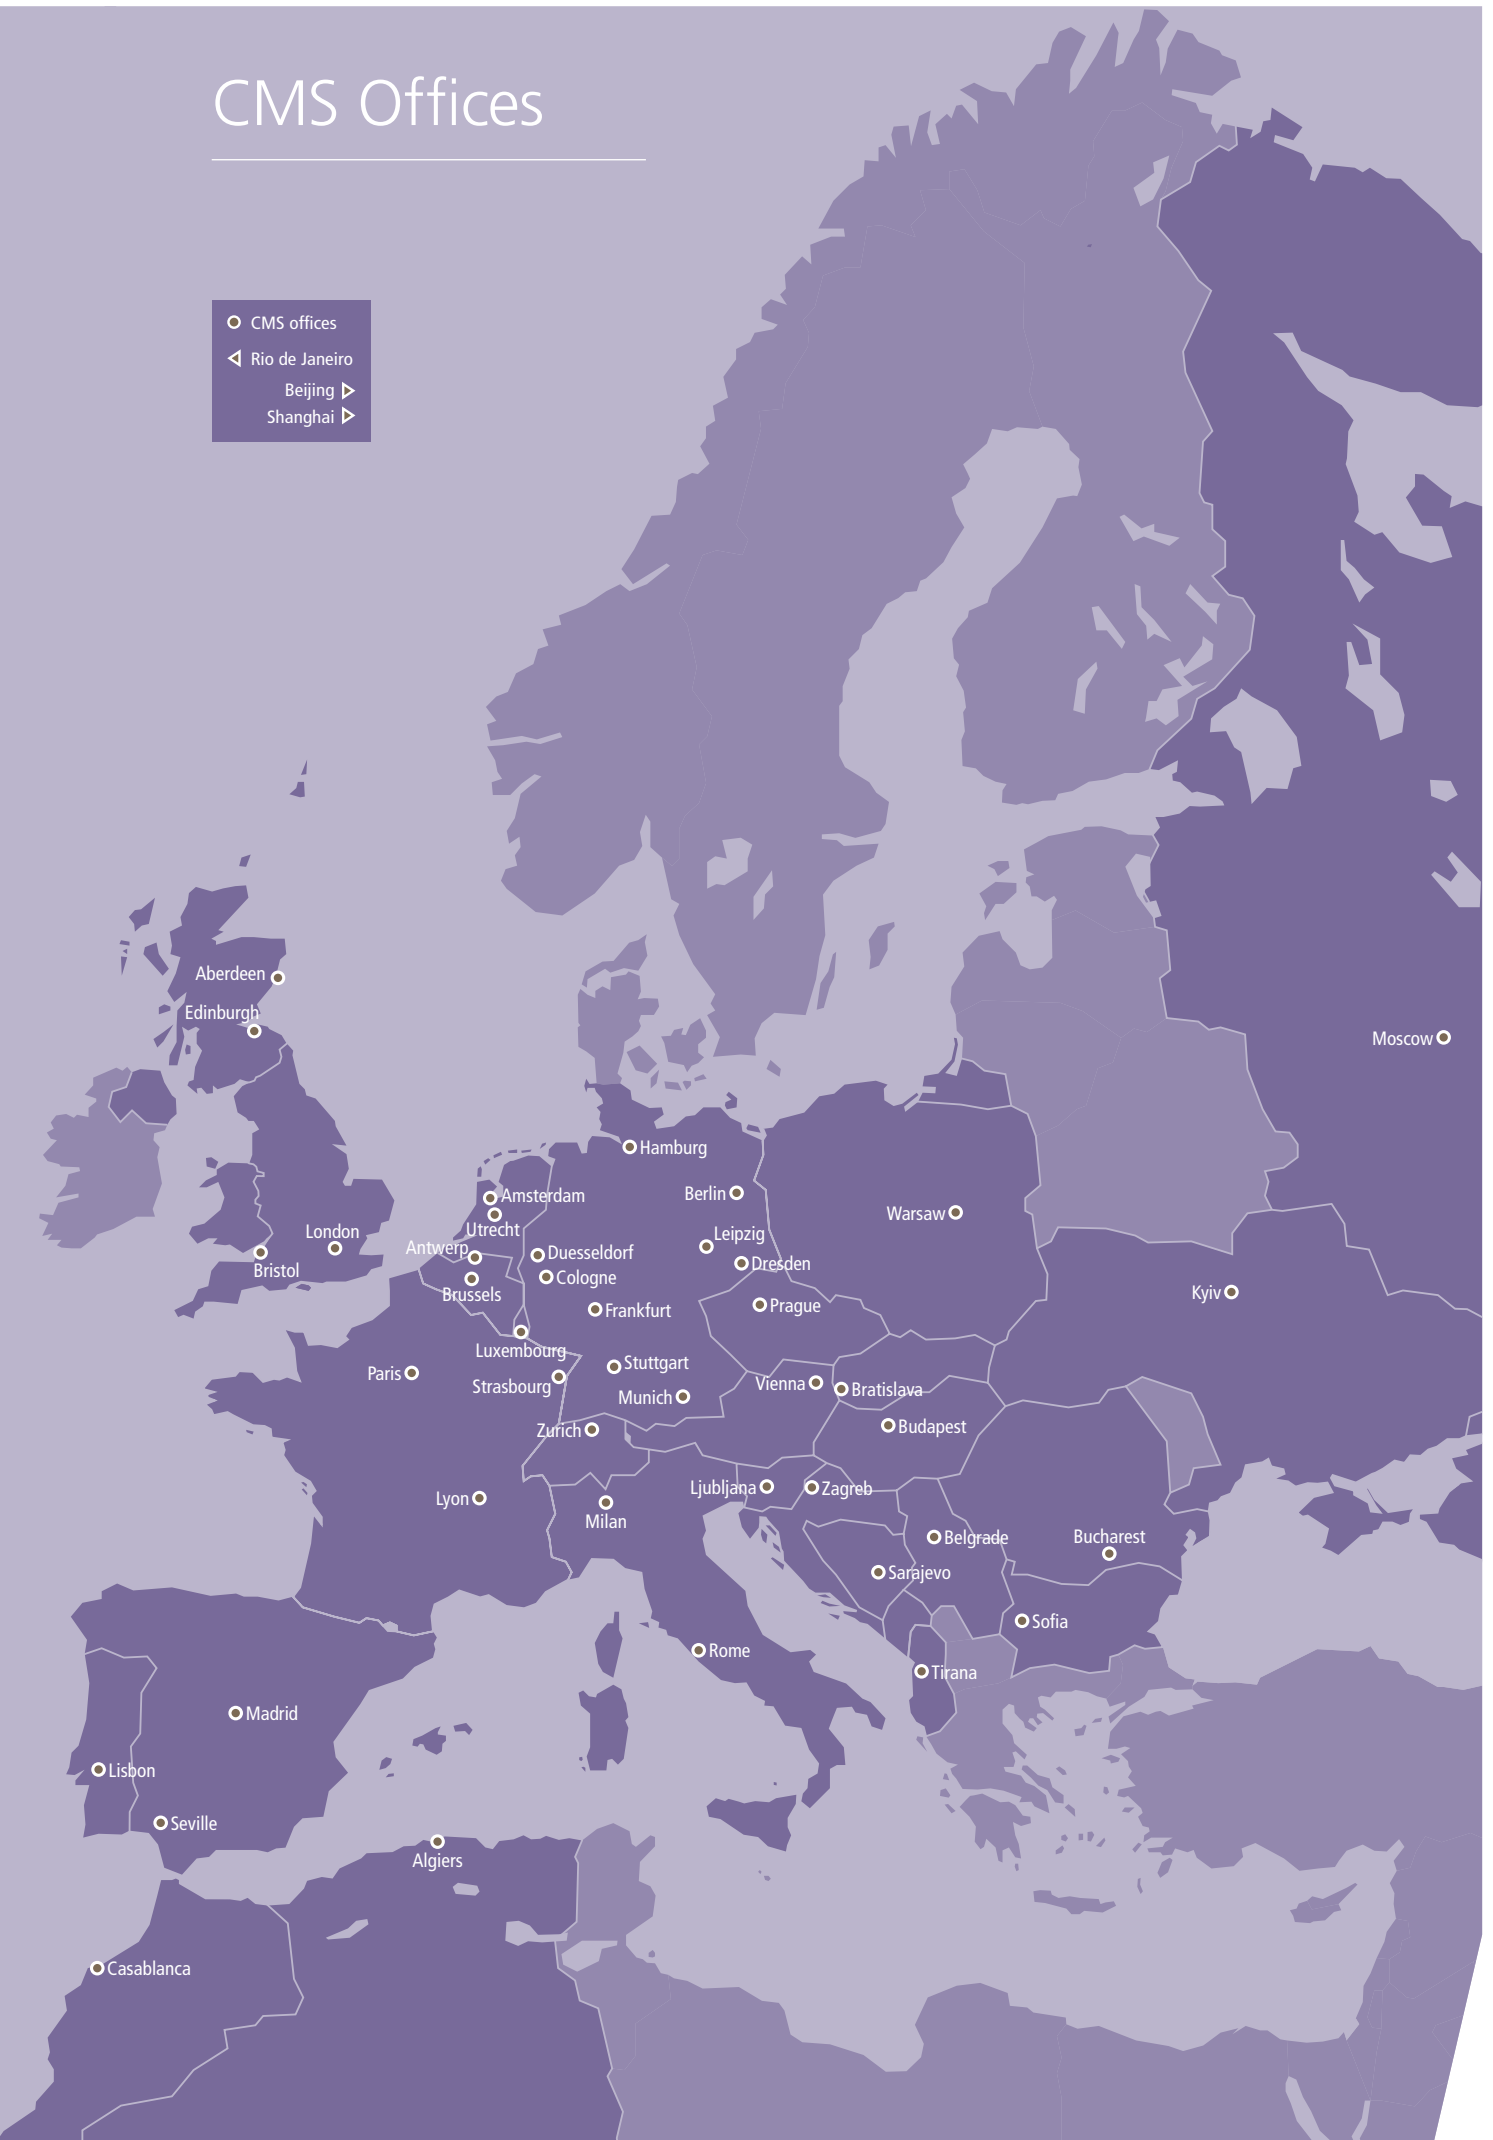 CMS Offices
CMS offices
Rio de Janeiro
Beijing
Shanghai
Aberdeen
Edinburgh
Moscow
Hamburg
Berlin
Amsterdam
Warsaw
Utrecht
London
Leipzig
Antwerp
Duesseldorf
Dresden
Bristol
Cologne
Brussels
Kyiv
Prague
Frankfurt
Luxembourg
Stuttgart
Paris
Strasbourg
Vienna
Bratislava
Munich
Zurich
Budapest
Ljubljana
Zagreb
Lyon
Milan
Belgrade
Bucharest
Sarajevo
Sofia
Rome
Tirana
Madrid
Lisbon
Seville
Algiers
Casablanca